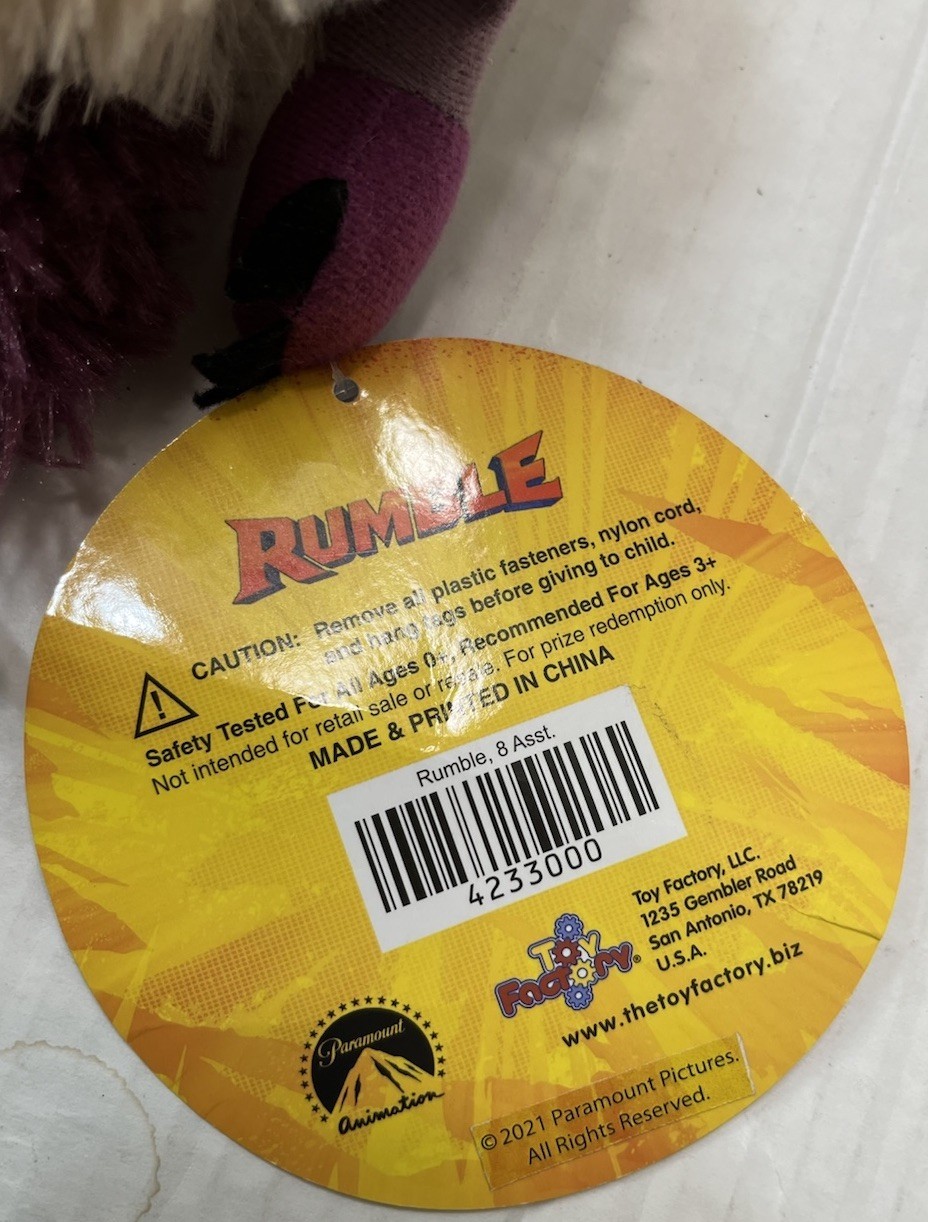 RUMBLE
CAUTION: Remove all plastic fasteners, nylon cord,
and hang tags before giving to child.
Safety Tested For All Ages 0+, Recommended For Ages 3+
Not intended for retail sale or resale. For prize redemption only.
MADE & PRINTED IN CHINA
Rumble, 8 Asst.
4233000
Toy Factory, LLC.
1235 Gembler Road
San Antonio, TX 78219
U.S.A.
TOY
Factory®
www.thetoyfactory.biz
Paramount
animation
©2021 Paramount Pictures.
All Rights Reserved.